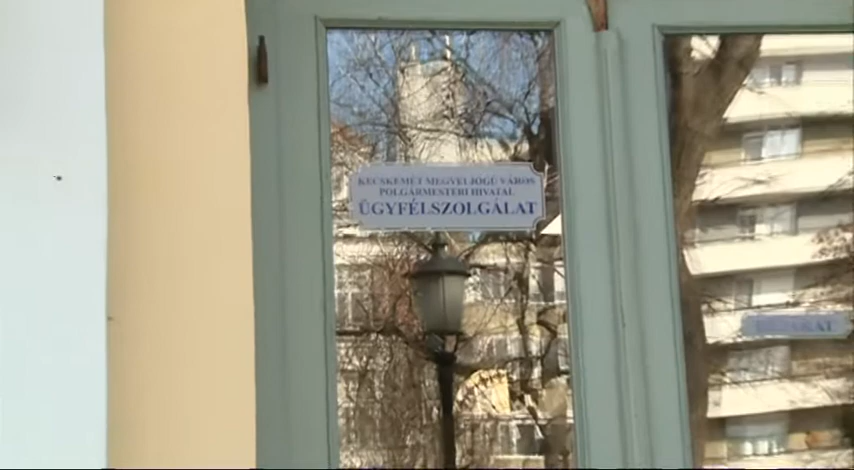 KECSKEMÉT MEGYEI JOGÚ VÁROS
POLGÁRMESTERI HIVATAL
ÜGYFÉLSZOLGÁLAT